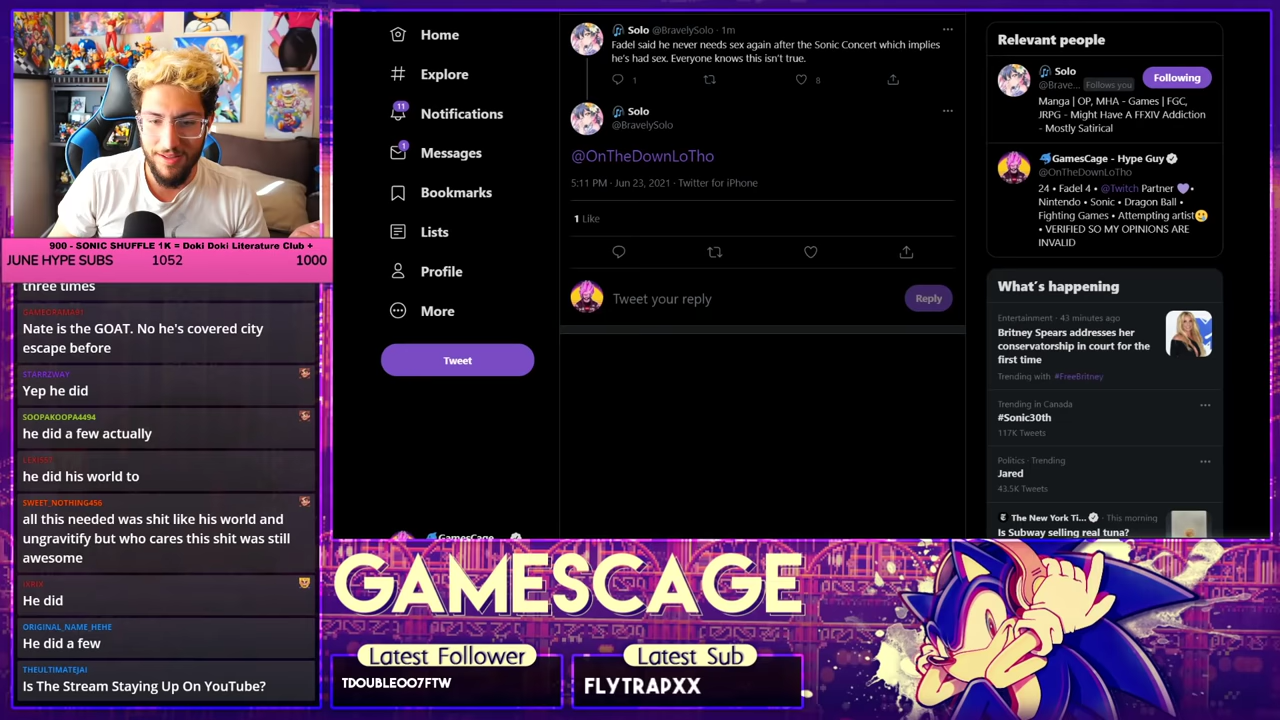 900 - SONIC SHUFFLE 1K = Doki Doki Literature Club +
JUNE HYPE SUBS 1052 1000
three times
Nate is the GOAT. No he's covered city
escape before
STARR2WAY
Yep he did
SOOPAKOOPA4494
he did a few actually
he did his world to
SWEET_NOTHING456
all this needed was shit like his world and
ungravitify but who cares this shit was still
awesome
He did
ORIGINAL_NAME_HEHE
He did a few
THEULTIMATEJAI
Is The Stream Staying Up On YouTube?
Home
Explore
11
Notifications
1
Messages
Bookmarks
Lists
Profile
More
Tweet
GamesCage
Solo @BravelySolo · 1m
Fadel said he never needs sex again after the Sonic Concert which implies
he's had sex. Everyone knows this isn't true.
1 8
Solo
@BravelySolo
@OnTheDownLoTho
5:11 PM · Jun 23, 2021 · Twitter for iPhone
1 Like
Tweet your reply
Reply
Relevant people
Solo
@Brave... Follows you
Following
Manga | OP, MHA - Games | FGC,
JRPG - Might Have A FFXIV Addiction
- Mostly Satirical
GamesCage - Hype Guy
@OnTheDownLoTho
24 • Fadel 4 • @Twitch Partner 💜•
Nintendo • Sonic • Dragon Ball •
Fighting Games • Attempting artist😀
• VERIFIED SO MY OPINIONS ARE
INVALID
What's happening
Entertainment · 43 minutes ago
Britney Spears addresses her
conservatorship in court for the
first time
Trending with #FreeBritney
Trending in Canada
#Sonic30th
117K Tweets
Politics · Trending
Jared
43.5K Tweets
The New York Ti... · This morning
Is Subway selling real tuna?
GAMESCAGE
Latest Follower
TDOUBLEOO7FTW
Latest Sub
FLYTRAPXX